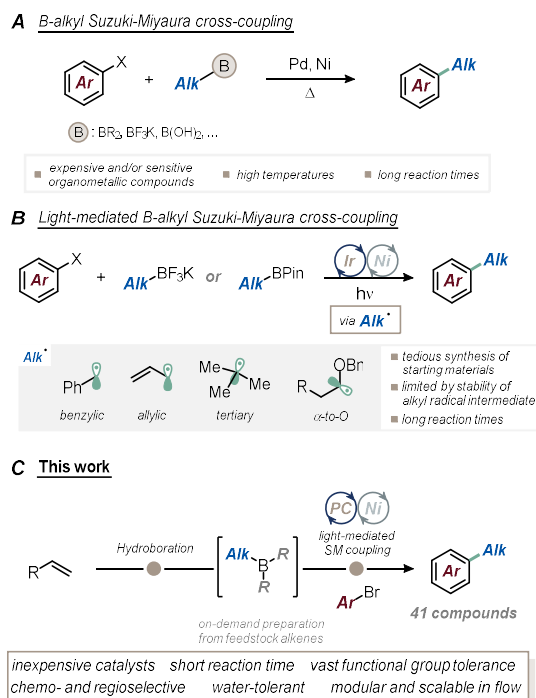 A B-alkyl Suzuki-Miyaura cross-coupling
Ar X + Alk B Pd, Ni Δ Ar Alk
B : BR2, BF3K, B(OH)2, ...
expensive and/or sensitive
organometallic compounds
high temperatures
long reaction times
B Light-mediated B-alkyl Suzuki-Miyaura cross-coupling
Ar X + Alk BF3K or Alk BPin Ir Ni hν Ar Alk
via Alk•
Alk•
Ph
benzylic
allylic
Me Me Me
tertiary
R OBn
α-to-O
tedious synthesis of
starting materials
limited by stability of
alkyl radical intermediate
long reaction times
C This work
R
Hydroboration
Alk B R R
on-demand preparation
from feedstock alkenes
PC Ni
light-mediated
SM coupling
Ar Br
Ar Alk
41 compounds
inexpensive catalysts short reaction time vast functional group tolerance
chemo- and regioselective water-tolerant modular and scalable in flow